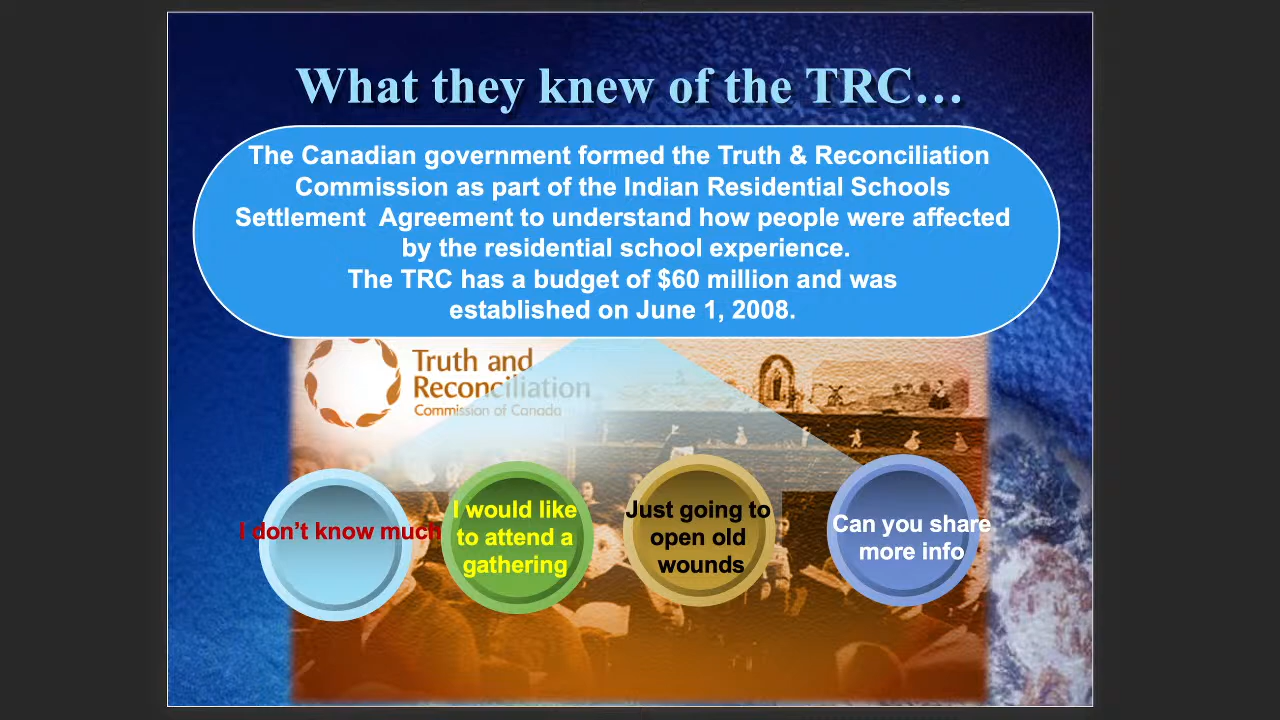 What they knew of the TRC…
The Canadian government formed the Truth & Reconciliation
Commission as part of the Indian Residential Schools
Settlement  Agreement to understand how people were affected
by the residential school experience.
The TRC has a budget of $60 million and was
established on June 1, 2008.
Truth and
Reconciliation
Commission of Canada
I don’t know much
I would like
to attend a
gathering
Just going to
open old
wounds
Can you share
more info